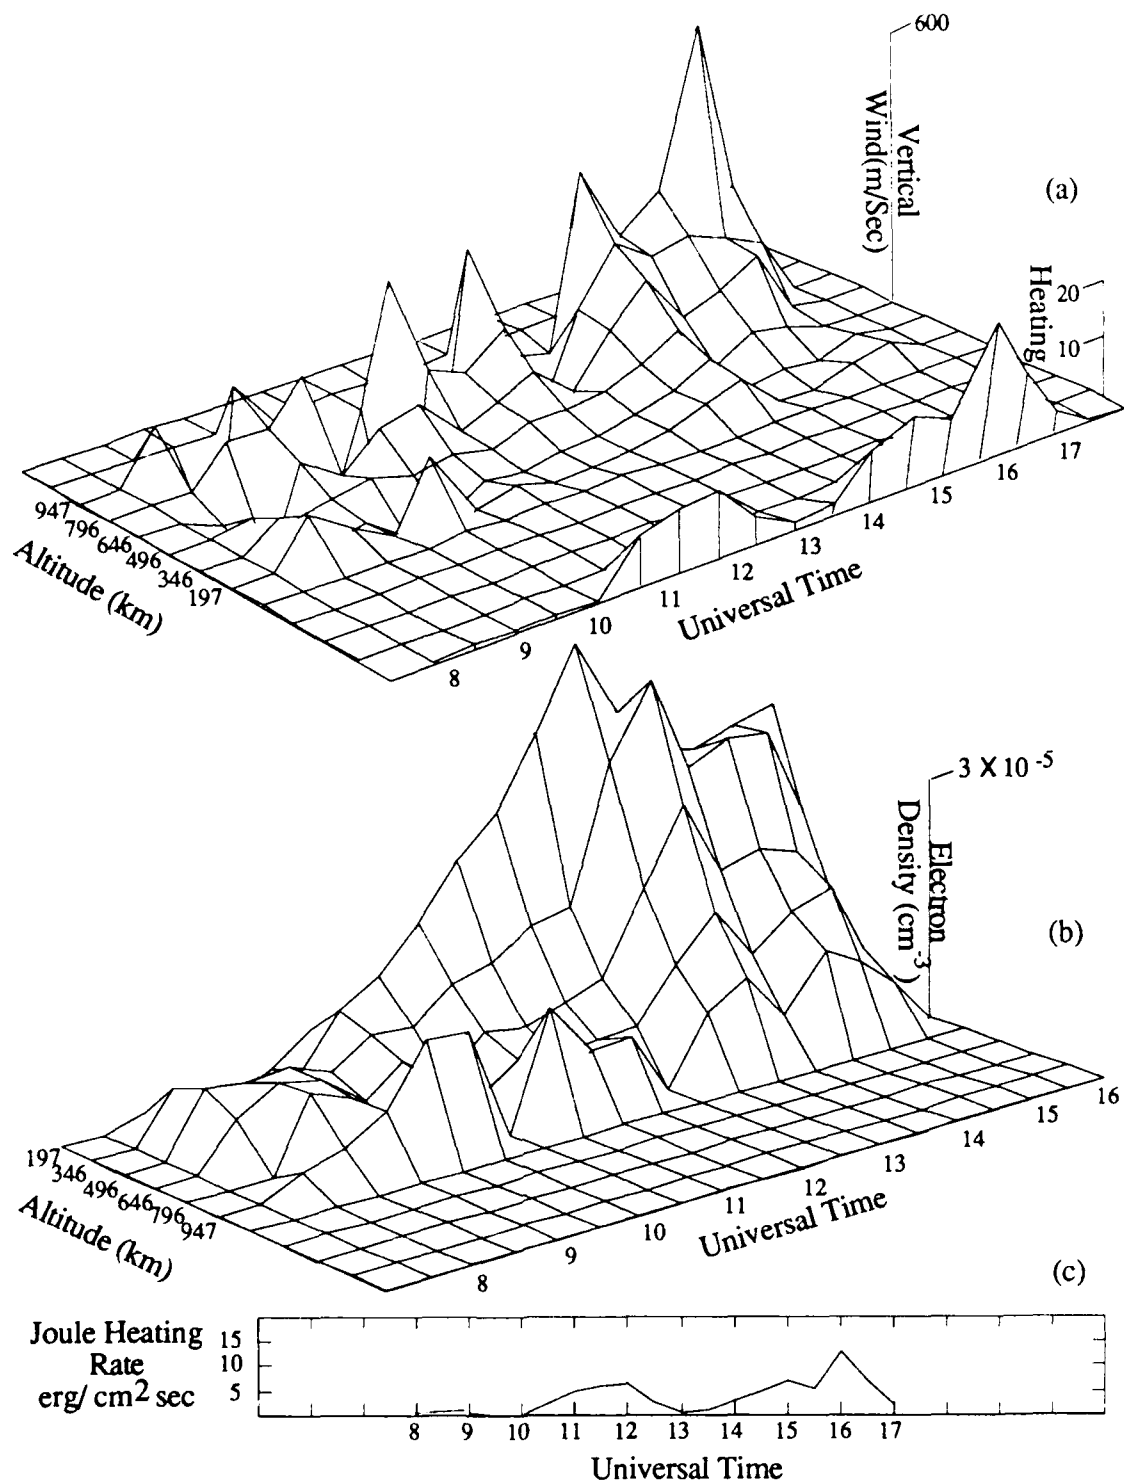 600
Vertical
Wind(m/Sec)
(a)
Heating
20
10
947
796
646
496
346
197
Altitude (km)
8
9
10
11
12
13
14
15
16
17
Universal Time
3 X 10 -5
Electron
Density (cm-3)
(b)
197
346
496
646
796
947
Altitude (km)
8
9
10
11
12
13
14
15
16
Universal Time
(c)
Joule Heating
Rate
erg/ cm2 sec
15
10
5
8 9 10 11 12 13 14 15 16 17
Universal Time